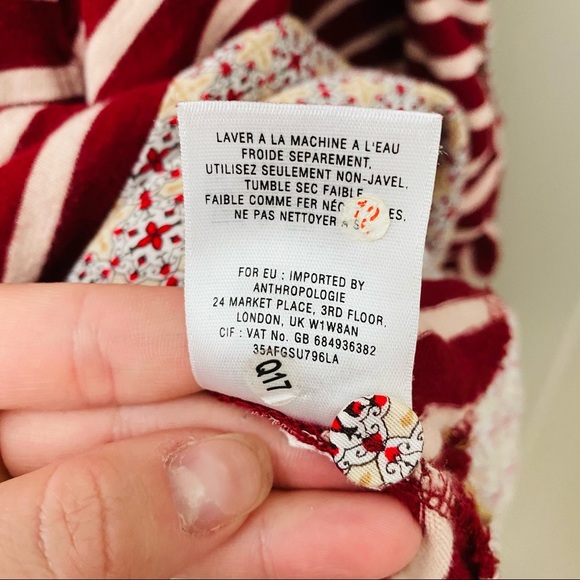 LAVER A LA MACHINE A L'EAU
FROIDE SEPAREMENT,
UTILISEZ SEULEMENT NON-JAVEL,
TUMBLE SEC FAIBLE,
FAIBLE COMME FER
NE PAS NETTOYER A
FOR EU : IMPORTED BY
ANTHROPOLOGIE
24 MARKET PLACE, 3RD FLOOR,
LONDON, UK W1W8AN
CIF : VAT No. GB 684936382
35AFGSU796LA
Q17